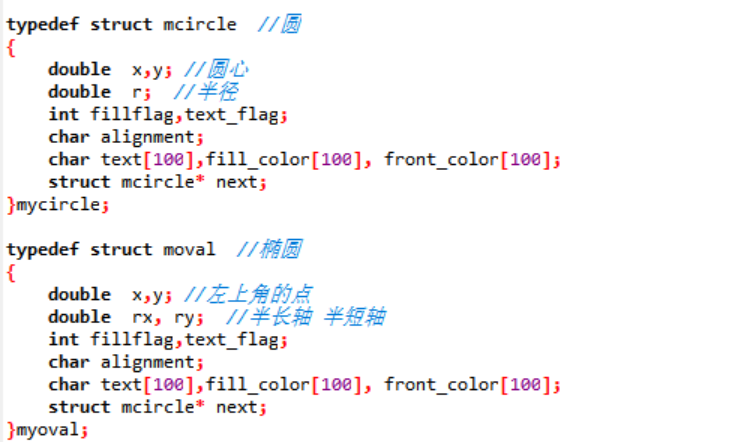 typedef struct mcircle  //圆
{
    double  x,y; //圆心
    double  r;  //半径
    int fillflag,text_flag;
    char alignment;
    char text[100],fill_color[100], front_color[100];
    struct mcircle* next;
}mycircle;

typedef struct moval  //椭圆
{
    double  x,y; //左上角的点
    double  rx, ry;  //半长轴 半短轴
    int fillflag,text_flag;
    char alignment;
    char text[100],fill_color[100], front_color[100];
    struct mcircle* next;
}myoval;